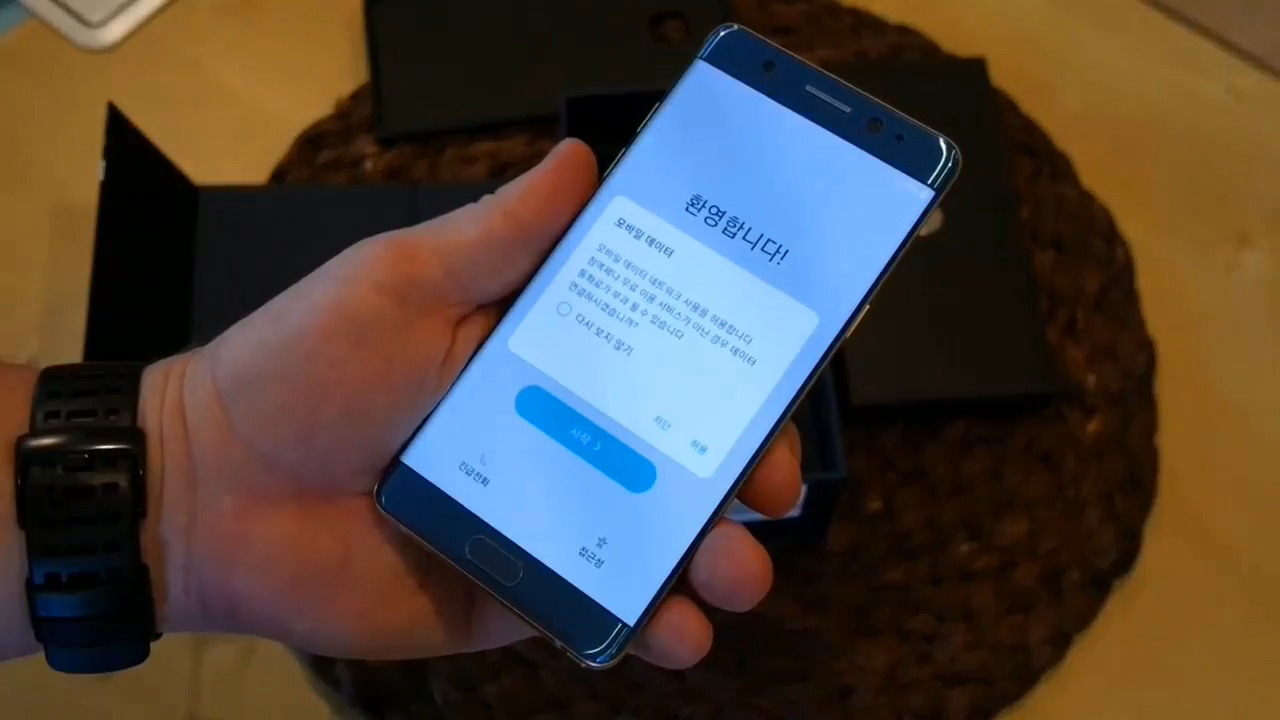 환영합니다!
모바일 데이터
모바일 데이터 네트워크 사용을 허용합니다
정액제나 무료 이용 서비스가 아닌 경우 데이터
통화료가 부과 될 수 있습니다
연결하시겠습니까?
다시 보지 않기
차단 허용
시작 >
긴급전화
접근성